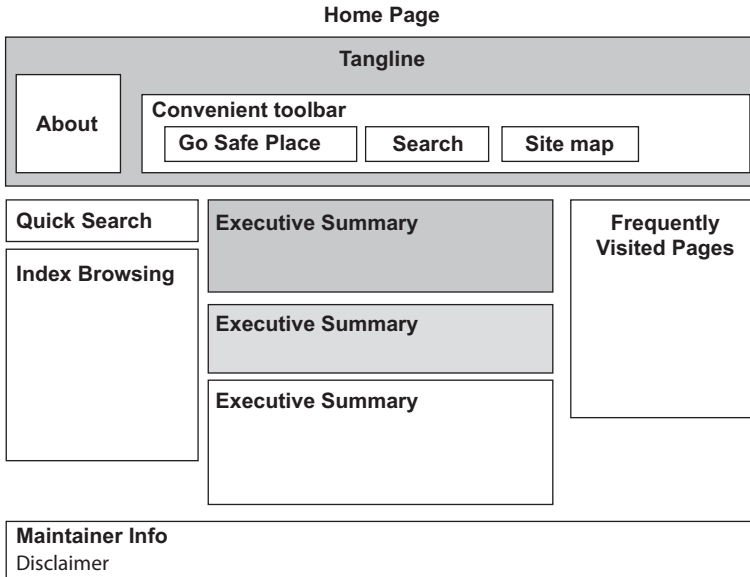 Home Page
Tangline
About
Convenient toolbar
Go Safe Place
Search
Site map
Quick Search
Index Browsing
Executive Summary
Executive Summary
Executive Summary
Frequently
Visited Pages
Maintainer Info
Disclaimer